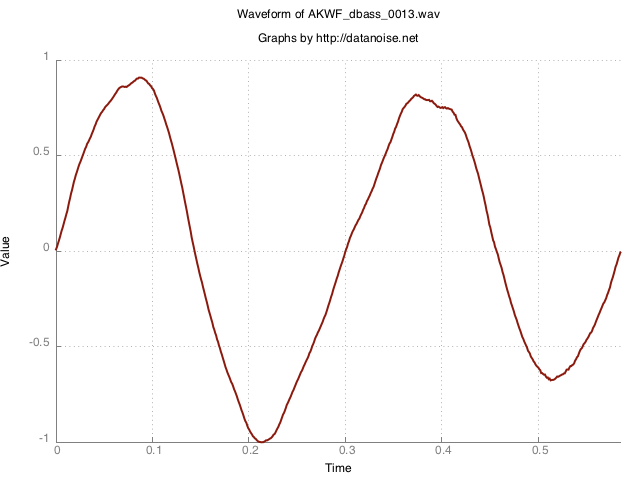 Waveform of AKWF_dbass_0013.wav
Graphs by http://datanoise.net
1
0.5
0
-0.5
-1
Value
0 0.1 0.2 0.3 0.4 0.5
Time